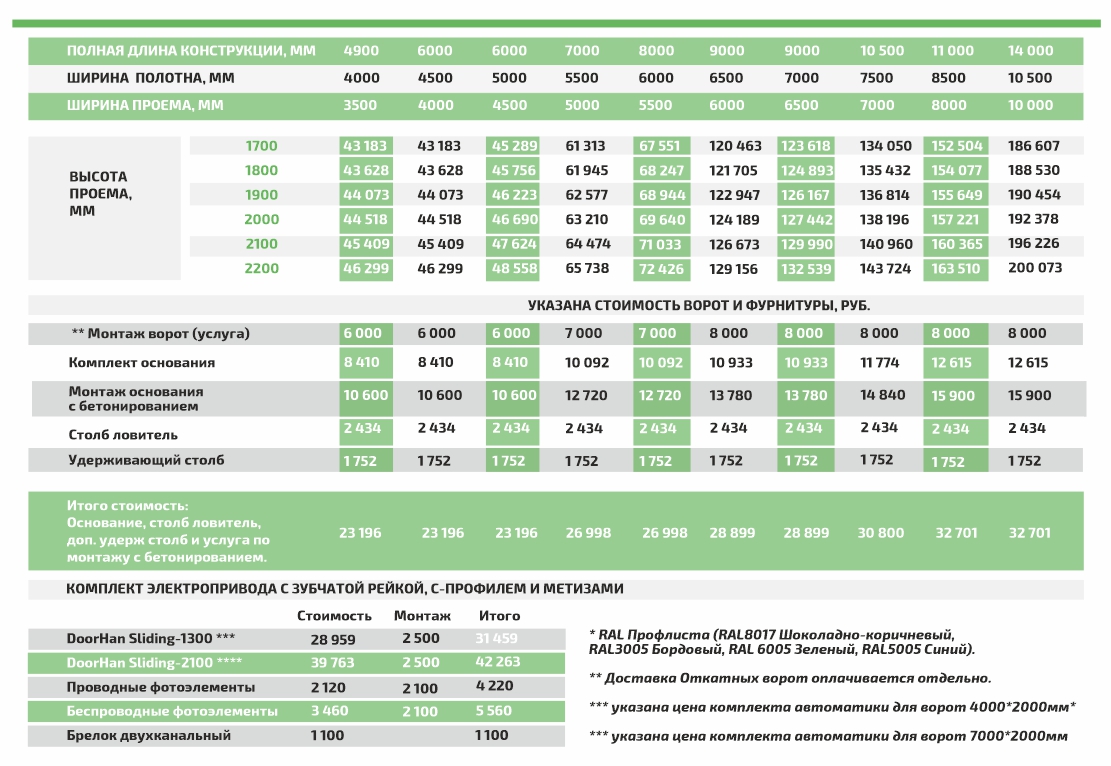 ПОЛНАЯ ДЛИНА КОНСТРУКЦИИ, ММ 4900 6000 6000 7000 8000 9000 9000 10 500 11 000 14 000
ШИРИНА ПОЛОТНА, ММ 4000 4500 5000 5500 6000 6500 7000 7500 8500 10 500
ШИРИНА ПРОЕМА, ММ 3500 4000 4500 5000 5500 6000 6500 7000 8000 10 000
ВЫСОТА
ПРОЕМА,
ММ
1700 43 183 43 183 45 289 61 313 67 551 120 463 123 618 134 050 152 504 186 607
1800 43 628 43 628 45 756 61 945 68 247 121 705 124 893 135 432 154 077 188 530
1900 44 073 44 073 46 223 62 577 68 944 122 947 126 167 136 814 155 649 190 454
2000 44 518 44 518 46 690 63 210 69 640 124 189 127 442 138 196 157 221 192 378
2100 45 409 45 409 47 624 64 474 71 033 126 673 129 990 140 960 160 365 196 226
2200 46 299 46 299 48 558 65 738 72 426 129 156 132 539 143 724 163 510 200 073
УКАЗАНА СТОИМОСТЬ ВОРОТ И ФУРНИТУРЫ, РУБ.
** Монтаж ворот (услуга) 6 000 6 000 6 000 7 000 7 000 8 000 8 000 8 000 8 000 8 000
Комплект основания 8 410 8 410 8 410 10 092 10 092 10 933 10 933 11 774 12 615 12 615
Монтаж основания
с бетонированием 10 600 10 600 10 600 12 720 12 720 13 780 13 780 14 840 15 900 15 900
Столб ловитель 2 434 2 434 2 434 2 434 2 434 2 434 2 434 2 434 2 434 2 434
Удерживающий столб 1 752 1 752 1 752 1 752 1 752 1 752 1 752 1 752 1 752 1 752
Итого стоимость:
Основание, столб ловитель,
доп. удерж столб и услуга по
монтажу с бетонированием.
23 196 23 196 23 196 26 998 26 998 28 899 28 899 30 800 32 701 32 701
КОМПЛЕКТ ЭЛЕКТРОПРИВОДА С ЗУБЧАТОЙ РЕЙКОЙ, С-ПРОФИЛЕМ И МЕТИЗАМИ
Стоимость Монтаж Итого
DoorHan Sliding-1300 *** 28 959 2 500 31 459
DoorHan Sliding-2100 **** 39 763 2 500 42 263
Проводные фотоэлементы 2 120 2 100 4 220
Беспроводные фотоэлементы 3 460 2 100 5 560
Брелок двухканальный 1 100 1 100
* RAL Профлиста (RAL8017 Шоколадно-коричневый,
RAL3005 Бордовый, RAL 6005 Зеленый, RAL5005 Синий).
** Доставка Откатных ворот оплачивается отдельно.
*** указана цена комплекта автоматики для ворот 4000*2000мм*
*** указана цена комплекта автоматики для ворот 7000*2000мм